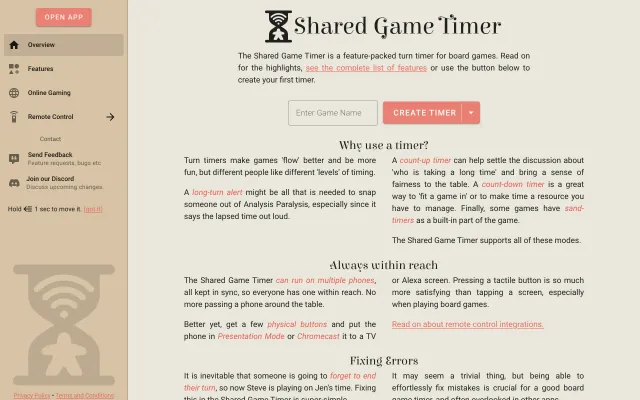 OPEN APP
Overview
Features
Online Gaming
Remote Control
Contact
Send Feedback
Feature requests, bugs etc
Join our Discord
Discuss upcoming changes
Hold 1 sec to move it. (got it)
Privacy Policy • Terms and Conditions
Shared Game Timer
The Shared Game Timer is a feature-packed turn timer for board games. Read on
for the highlights, see the complete list of features or use the button below to
create your first timer.
Enter Game Name
CREATE TIMER
Why use a timer?
Turn timers make games 'flow' better and be more
fun, but different people like different 'levels' of timing.
A long-turn alert might be all that is needed to snap
someone out of Analysis Paralysis, especially since it
says the lapsed time out loud.
A count-up timer can help settle the discussion about
'who is taking a long time' and bring a sense of
fairness to the table. A count-down timer is a great
way to 'fit a game in' or to make time a resource you
have to manage. Finally, some games have sand-
timers as a built-in part of the game.
The Shared Game Timer supports all of these modes.
Always within reach
The Shared Game Timer can run on multiple phones,
all kept in sync, so everyone has one within reach. No
more passing a phone around the table.
Better yet, get a few physical buttons and put the
phone in Presentation Mode or Chromecast it to a TV
or Alexa screen. Pressing a tactile button is so much
more satisfying than tapping a screen, especially
when playing board games.
Read on about remote control integrations.
Fixing Errors
It is inevitable that someone is going to forget to end
their turn, so now Steve is playing on Jen's time. Fixing
this in the Shared Game Timer is super simple.
It may seem a trivial thing, but being able to
effortlessly fix mistakes is crucial for a good board
game timer and often overlooked in other apps.